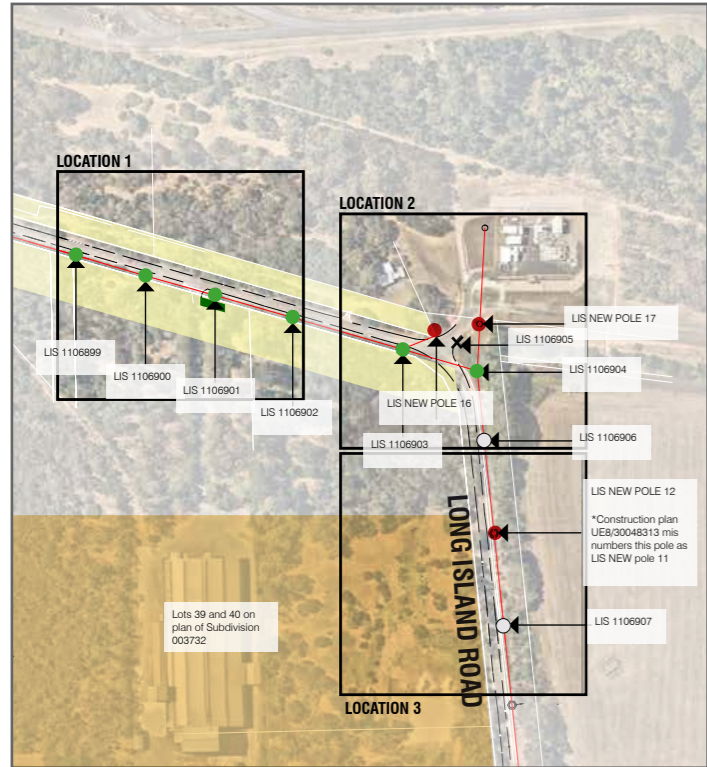 LOCATION 1
LOCATION 2
LIS NEW POLE 17
LIS 1106905
LIS 1106899
LIS 1106900
LIS 1106901
LIS 1106904
LIS 1106902
LIS NEW POLE 16
LIS 1106903
LIS 1106906
LIS NEW POLE 12
*Construction plan
UE8/30048313 mis
numbers this pole as
LIS NEW pole 11
LONG ISLAND ROAD
Lots 39 and 40 on
plan of Subdivision
003732
LIS 1106907
LOCATION 3